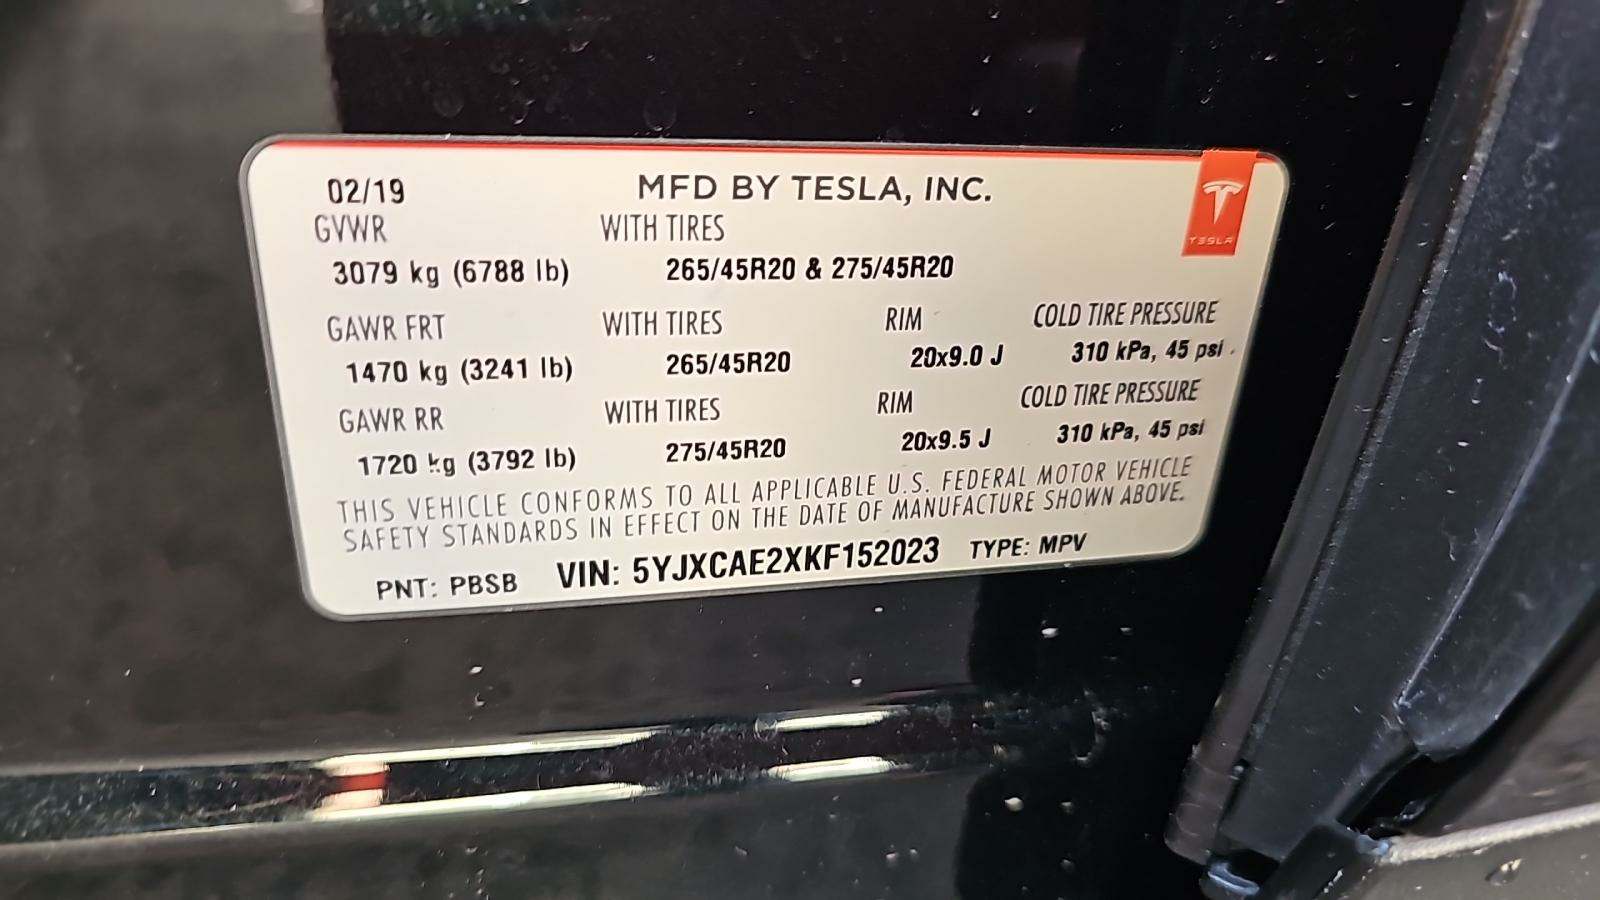 02/19 MFD BY TESLA, INC.
TESLA
GVWR WITH TIRES
3079 kg (6788 lb) 265/45R20 & 275/45R20
GAWR FRT WITH TIRES RIM COLD TIRE PRESSURE
1470 kg (3241 lb) 265/45R20 20x9.0 J 310 kPa, 45 psi
GAWR RR WITH TIRES RIM COLD TIRE PRESSURE
1720 kg (3792 lb) 275/45R20 20x9.5 J 310 kPa, 45 psi
THIS VEHICLE CONFORMS TO ALL APPLICABLE U.S. FEDERAL MOTOR VEHICLE
SAFETY STANDARDS IN EFFECT ON THE DATE OF MANUFACTURE SHOWN ABOVE.
PNT: PBSB VIN: 5YJXCAE2XKF152023 TYPE: MPV